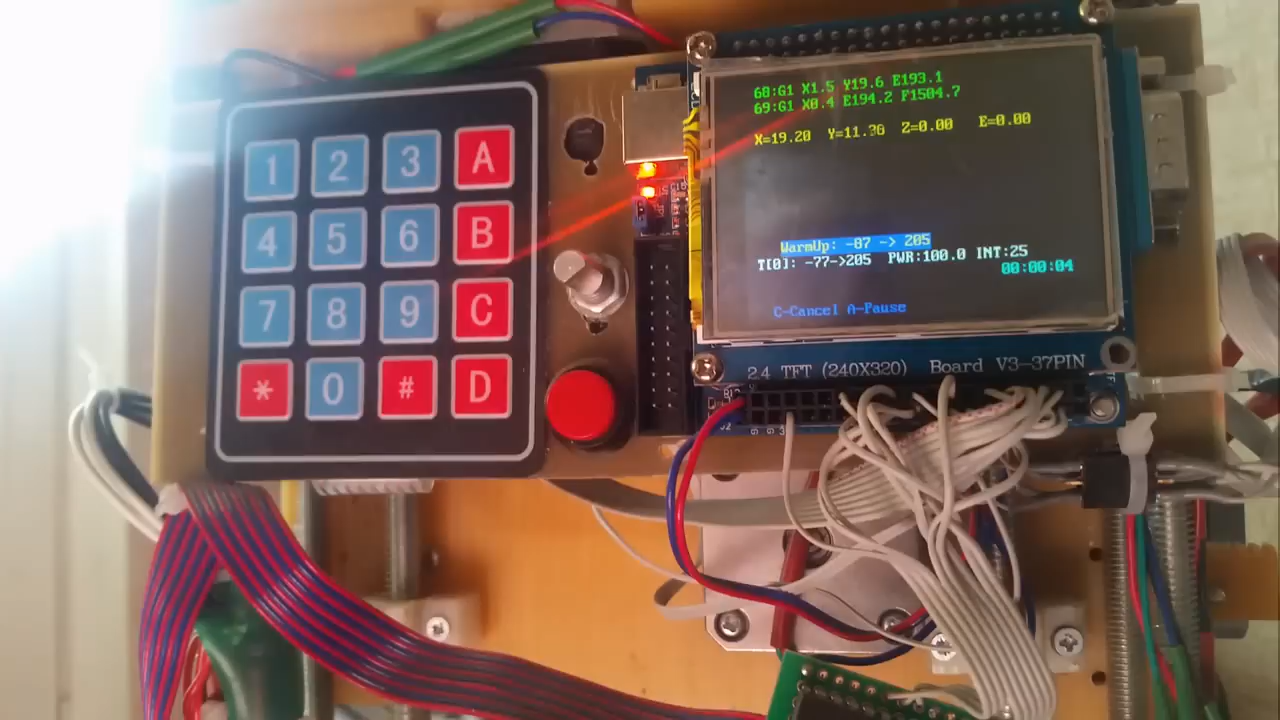 68:G1 X1.5 Y19.6 E193.1
69:G1 X0.4 E194.2 F1504.7
X=19.20 Y=11.36 Z=0.00 E=0.00
WarmUp: -87 -> 205
T[0]: -77->205 PWR:100.0 INT:25
00:00:04
C-Cancel A-Pause
2.4 TFT (240X320) Board V3-37PIN
1 2 3 A
4 5 6 B
7 8 9 C
* 0 # D